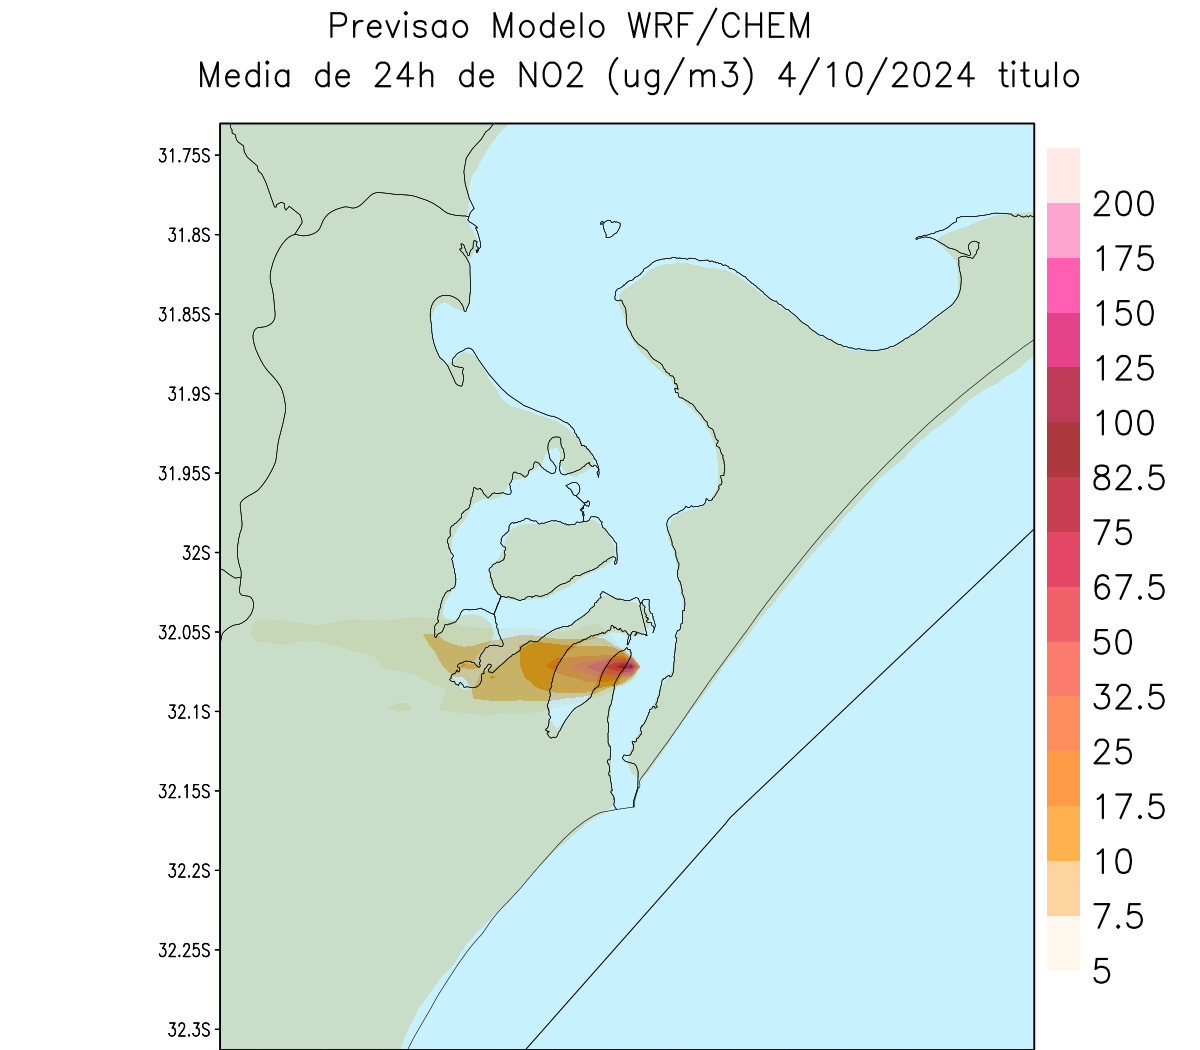 Previsao Modelo WRF/CHEM
Media de 24h de NO2 (ug/m3) 4/10/2024 titulo
31.75S
31.8S
31.85S
31.9S
31.95S
32S
32.05S
32.1S
32.15S
32.2S
32.25S
32.3S
200
175
150
125
100
82.5
75
67.5
50
32.5
25
17.5
10
7.5
5